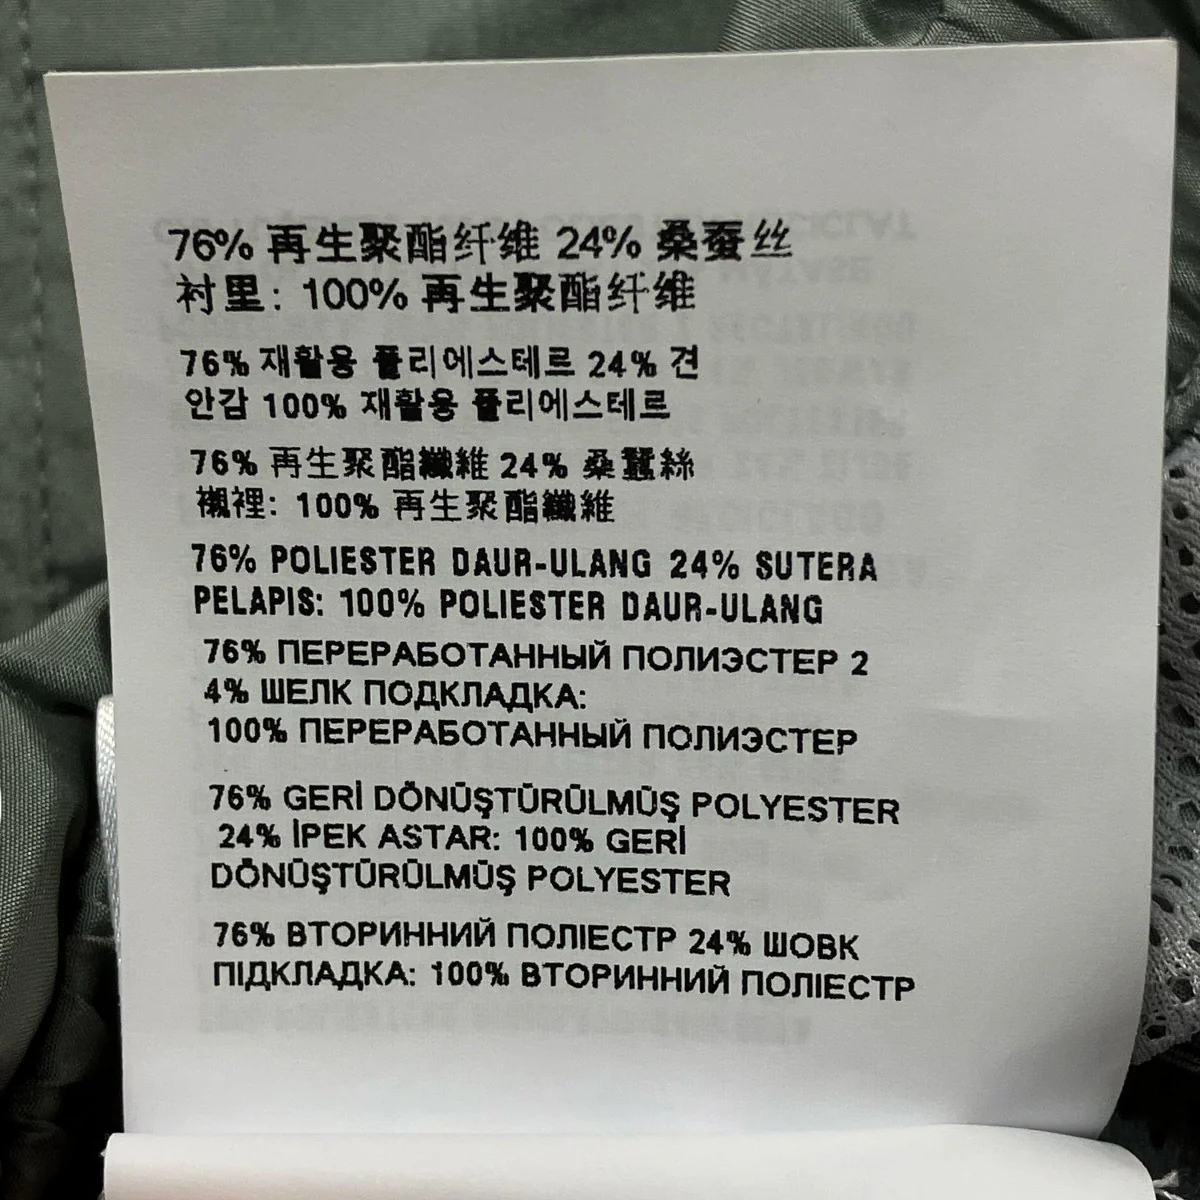 76% 再生聚酯纤维 24% 桑蚕丝
衬里: 100% 再生聚酯纤维
76% 재활용 폴리에스테르 24% 견
안감 100% 재활용 폴리에스테르
76% 再生聚酯纖維 24% 桑蠶絲
襯裡: 100% 再生聚酯纖維
76% POLIESTER DAUR-ULANG 24% SUTERA
PELAPIS: 100% POLIESTER DAUR-ULANG
76% ПЕРЕРАБОТАННЫЙ ПОЛИЭСТЕР 2
4% ШЕЛК ПОДКЛАДКА:
100% ПЕРЕРАБОТАННЫЙ ПОЛИЭСТЕР
76% GERİ DÖNÜŞTÜRÜLMÜŞ POLYESTER
24% İPEK ASTAR: 100% GERİ
DÖNÜŞTÜRÜLMÜŞ POLYESTER
76% ВТОРИННИЙ ПОЛІЕСТР 24% ШОВК
ПІДКЛАДКА: 100% ВТОРИННИЙ ПОЛІЕСТР